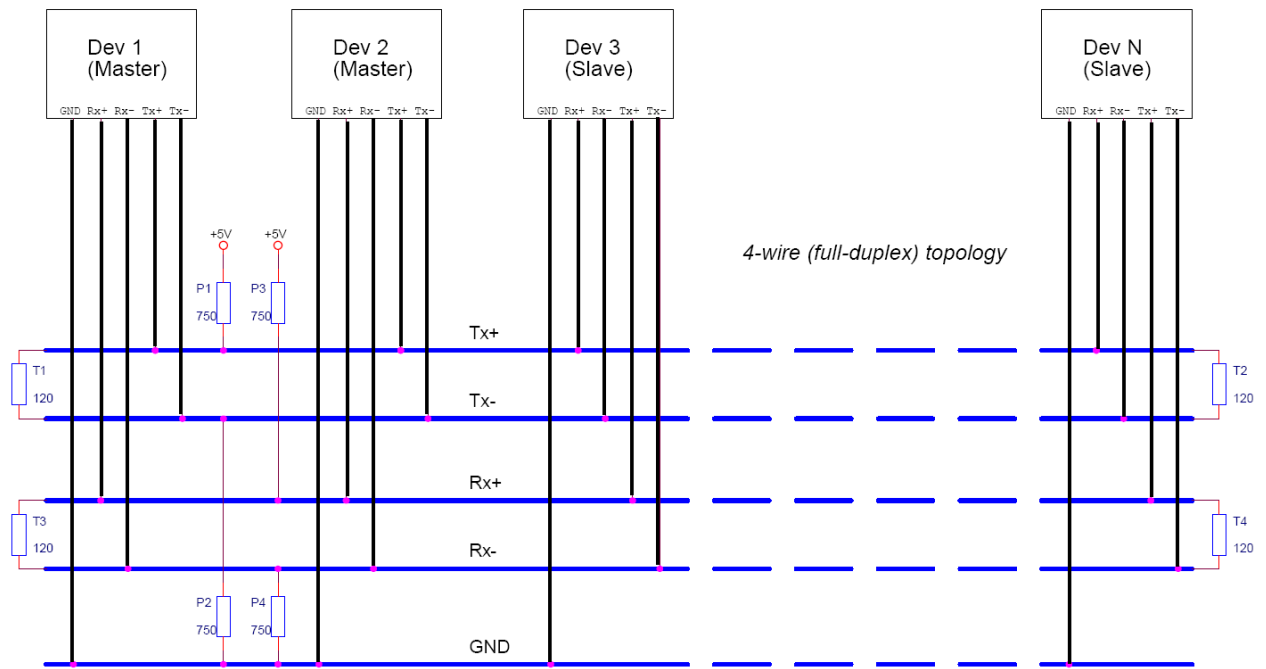 Dev 1
(Master)
Dev 2
(Master)
Dev 3
(Slave)
Dev N
(Slave)
GND Rx+ Rx- Tx+ Tx-
GND Rx+ Rx- Tx+ Tx-
GND Rx+ Rx- Tx+ Tx-
GND Rx+ Rx- Tx+ Tx-
+5V
+5V
4-wire (full-duplex) topology
P1
750
P3
750
Tx+
T1
120
T2
120
Tx-
Rx+
T3
120
T4
120
Rx-
P2
750
P4
750
GND